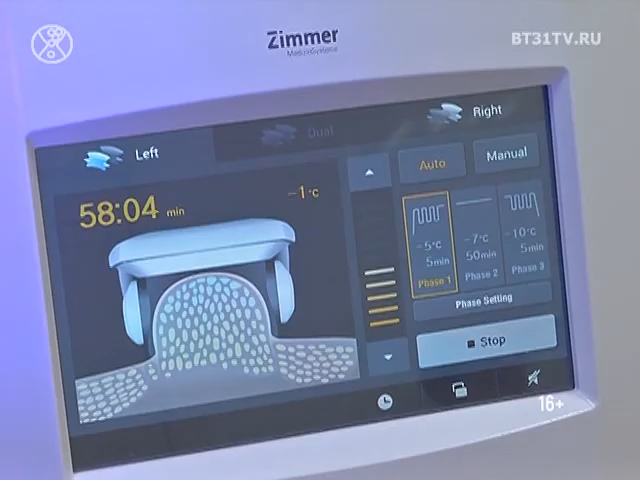 Zimmer
MedizinSysteme
BT31TV.RU
Left
Dual
Right
58:04 min
-1°C
Auto
Manual
-5°C
5min
Phase 1
-7°C
50min
Phase 2
-10°C
5min
Phase 3
Phase Setting
Stop
16+